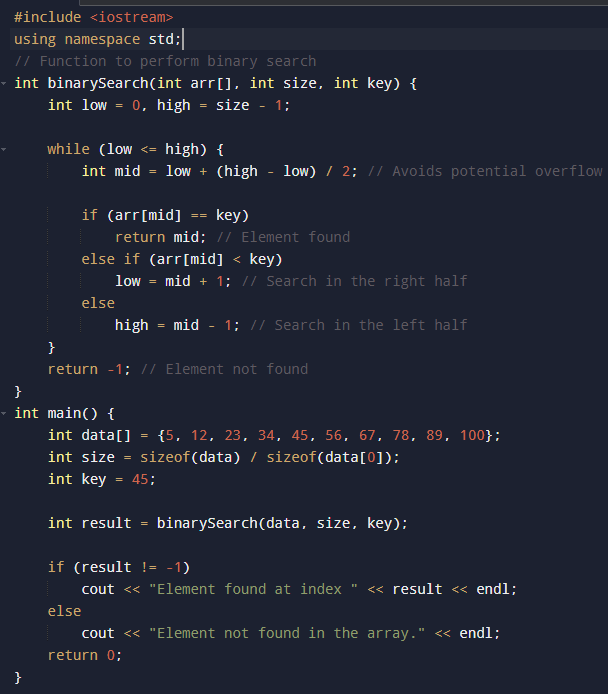 #include <iostream>
using namespace std;
// Function to perform binary search
int binarySearch(int arr[], int size, int key) {
    int low = 0, high = size - 1;

    while (low <= high) {
        int mid = low + (high - low) / 2; // Avoids potential overflow

        if (arr[mid] == key)
            return mid; // Element found
        else if (arr[mid] < key)
            low = mid + 1; // Search in the right half
        else
            high = mid - 1; // Search in the left half
    }
    return -1; // Element not found
}
int main() {
    int data[] = {5, 12, 23, 34, 45, 56, 67, 78, 89, 100};
    int size = sizeof(data) / sizeof(data[0]);
    int key = 45;

    int result = binarySearch(data, size, key);

    if (result != -1)
        cout << "Element found at index " << result << endl;
    else
        cout << "Element not found in the array." << endl;
    return 0;
}